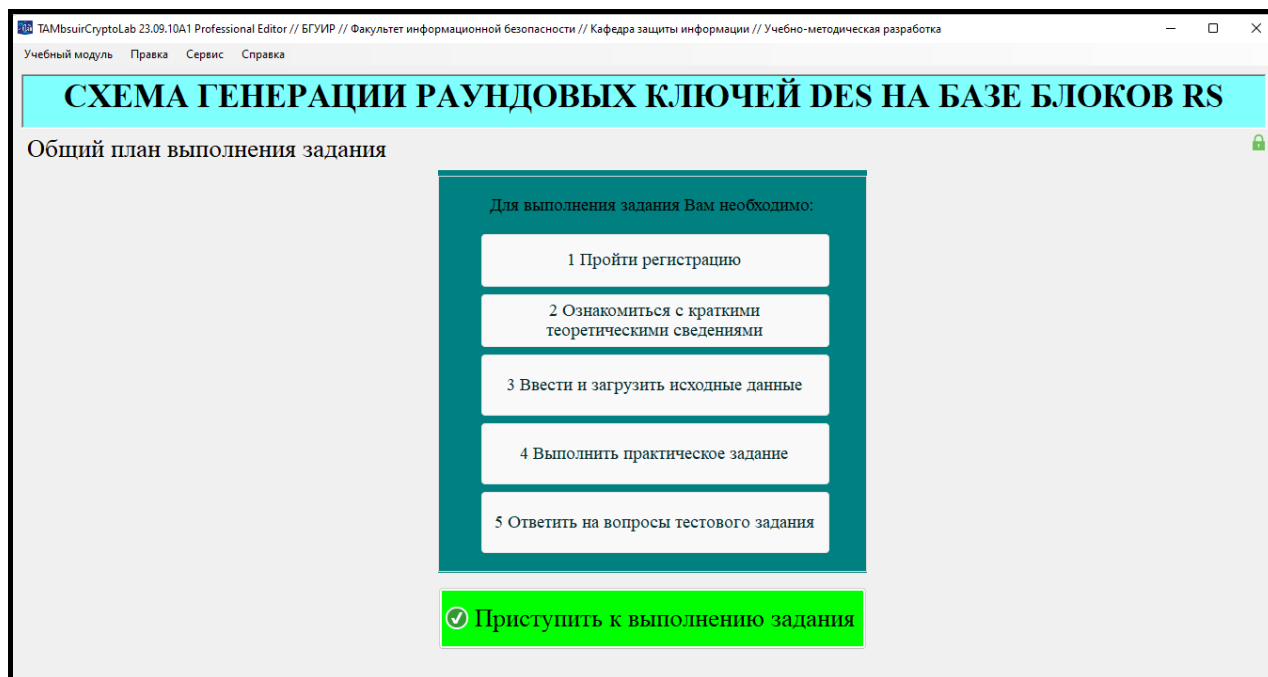 TAMbsuirCryptoLab 23.09.10A1 Professional Editor // БГУИР // Факультет информационной безопасности // Кафедра защиты информации // Учебно-методическая разработка
Учебный модуль Правка Сервис Справка
СХЕМА ГЕНЕРАЦИИ РАУНДОВЫХ КЛЮЧЕЙ DES НА БАЗЕ БЛОКОВ RS
Общий план выполнения задания
Для выполнения задания Вам необходимо:
1 Пройти регистрацию
2 Ознакомиться с краткими
теоретическими сведениями
3 Ввести и загрузить исходные данные
4 Выполнить практическое задание
5 Ответить на вопросы тестового задания
Приступить к выполнению задания